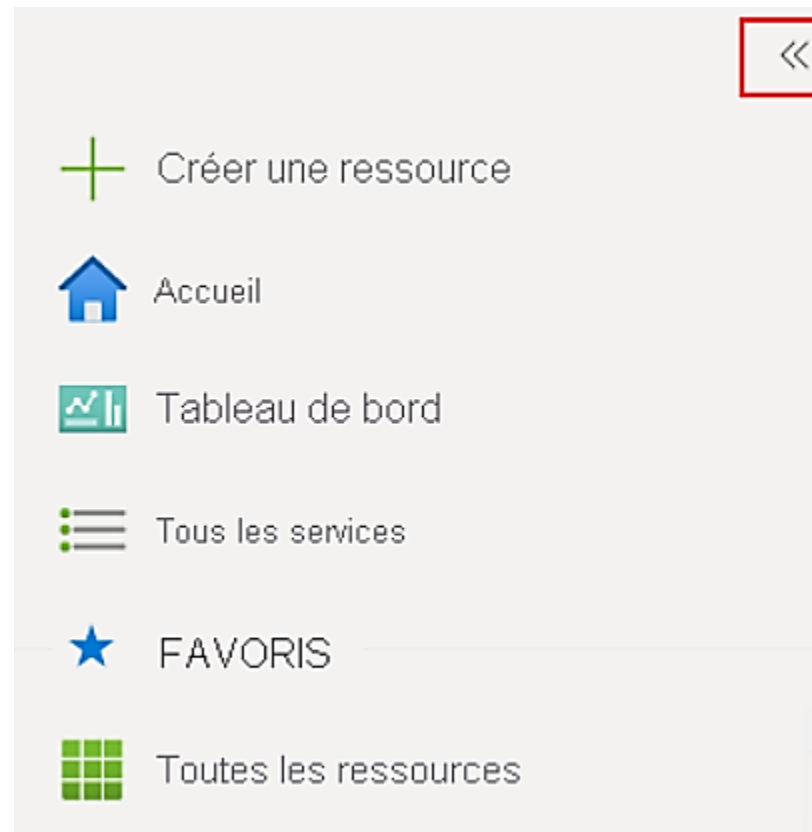 «
Créer une ressource
Accueil
Tableau de bord
Tous les services
FAVORIS
Toutes les ressources